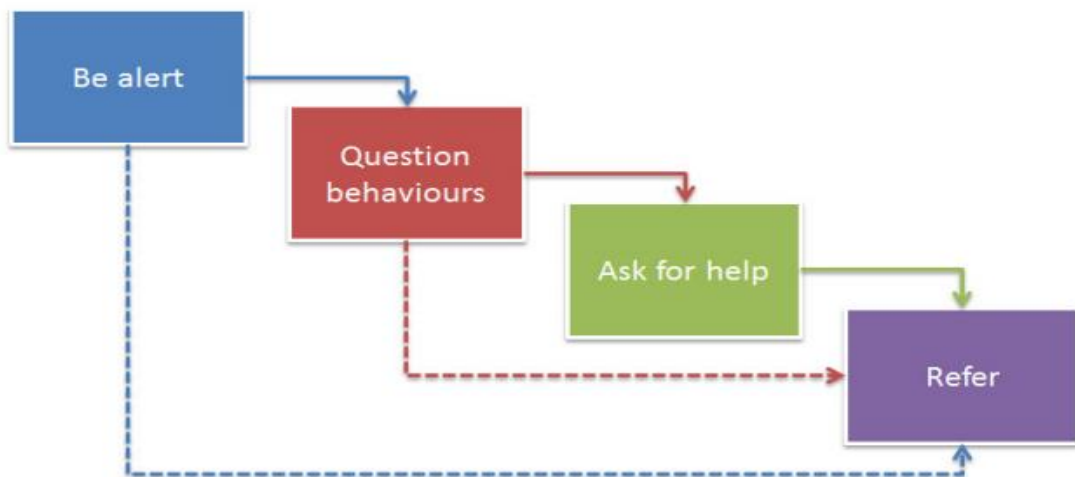 Be alert
Question
behaviours
Ask for help
Refer